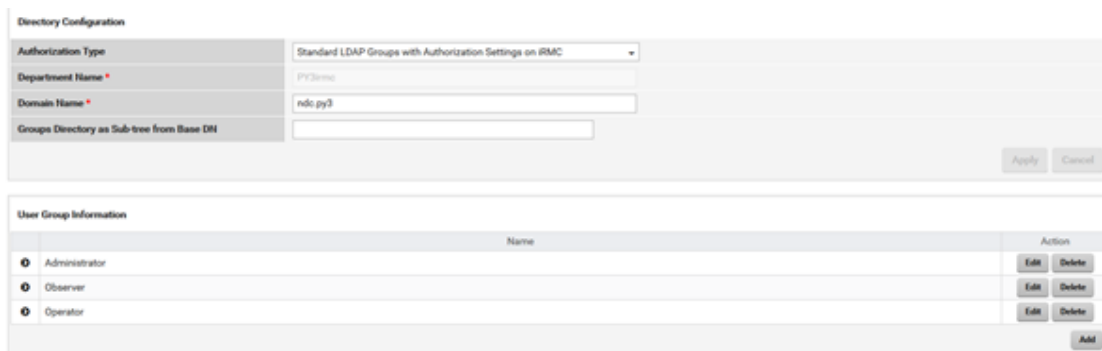 Directory Configuration
Authorization Type Standard LDAP Groups with Authorization Settings on iRMC
Department Name * PY3irmc
Domain Name * ndc.py3
Groups Directory as Sub-tree from Base DN
Apply Cancel
User Group Information
Name Action
Administrator Edit Delete
Observer Edit Delete
Operator Edit Delete
Add